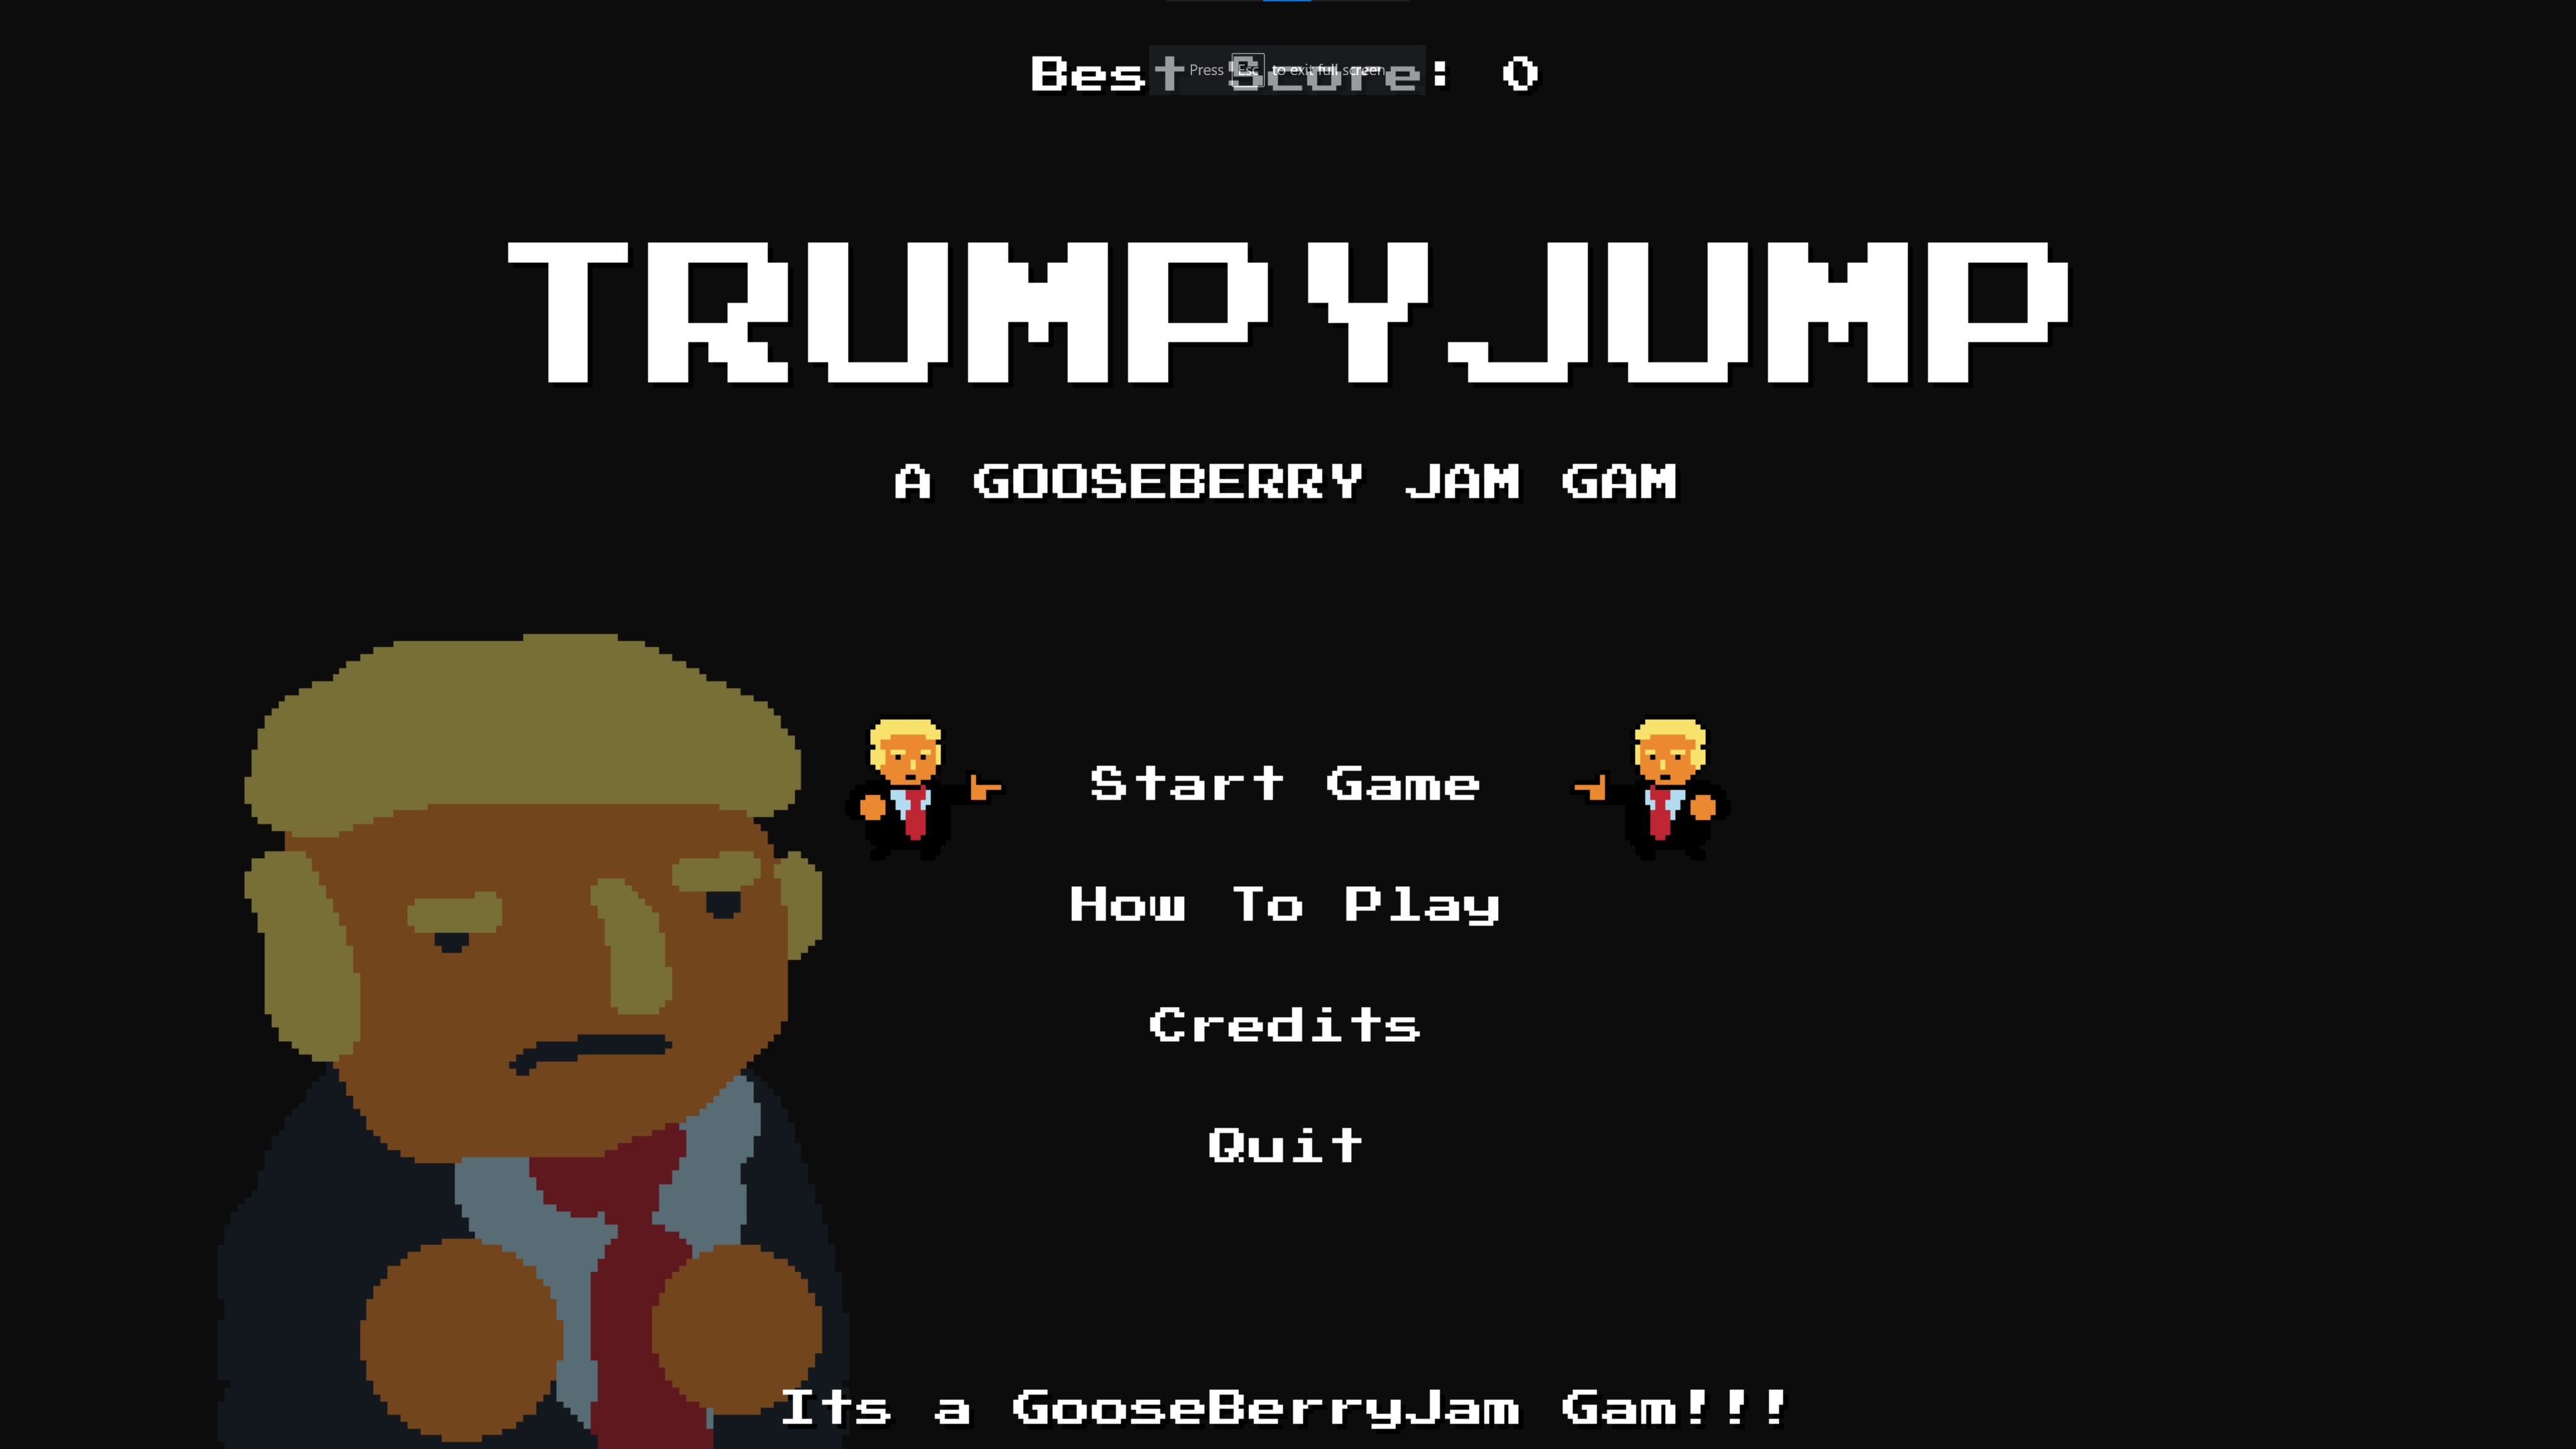 Best Score: 0
Press Esc to exit full screen
TRUMPYJUMP
A GOOSEBERRY JAM GAM
Start Game
How To Play
Credits
Quit
Its a GooseBerryJam Gam!!!